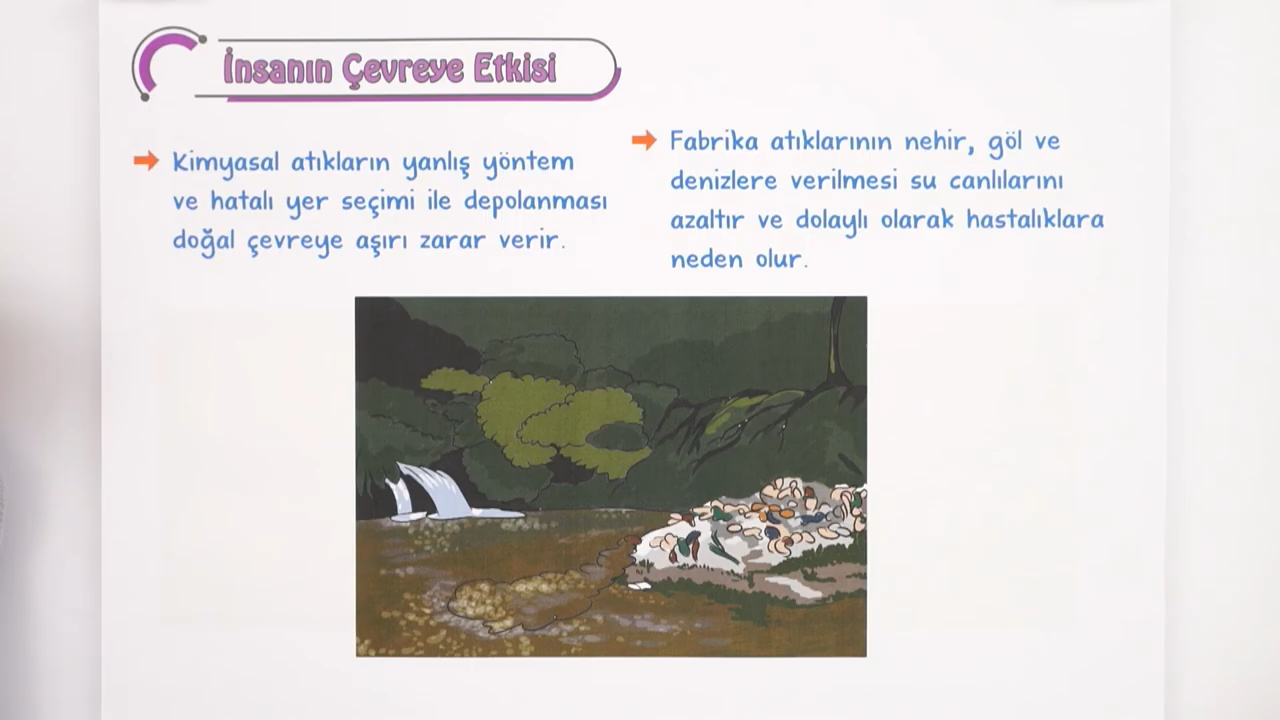 İnsanın Çevreye Etkisi
Kimyasal atıkların yanlış yöntem
ve hatalı yer seçimi ile depolanması
doğal çevreye aşırı zarar verir.
Fabrika atıklarının nehir, göl ve
denizlere verilmesi su canlılarını
azaltır ve dolaylı olarak hastalıklara
neden olur.